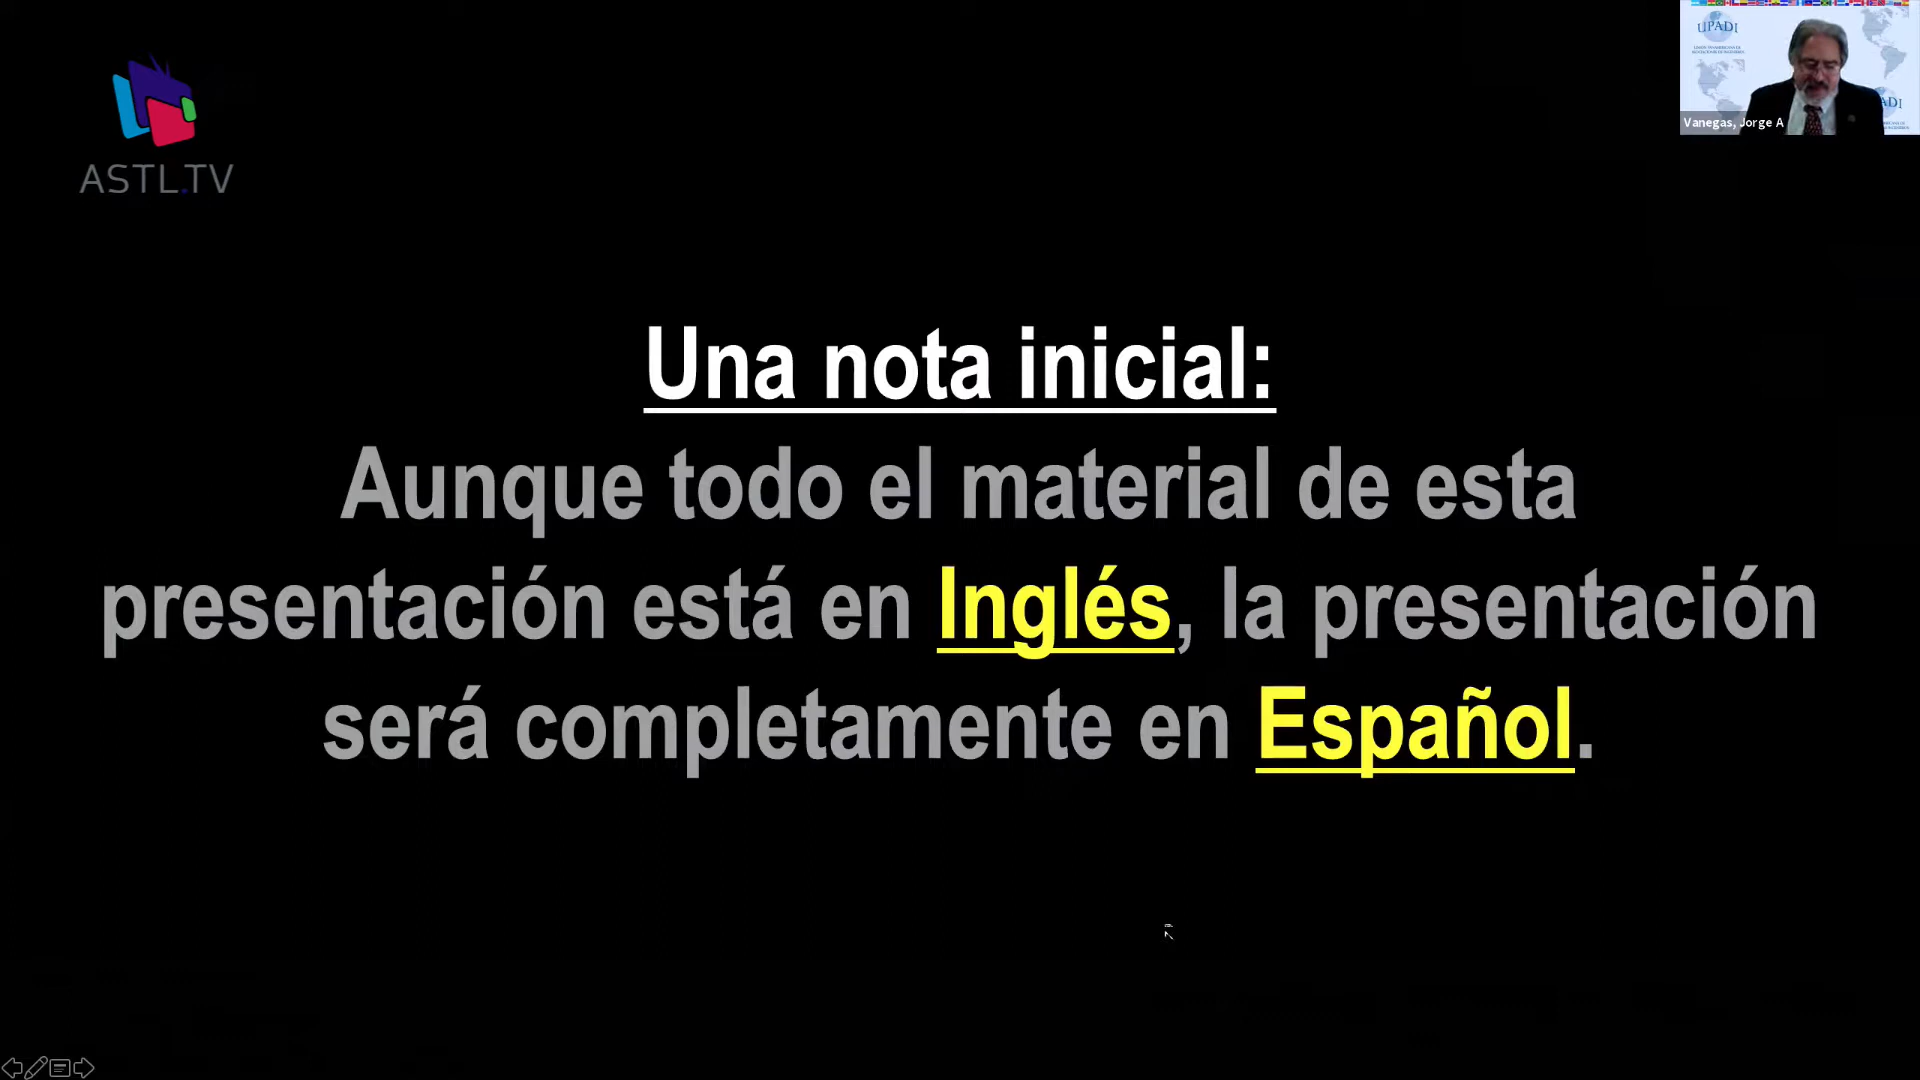 ASTL.TV
UPADI
Vanegas, Jorge A
Una nota inicial:
Aunque todo el material de esta
presentación está en Inglés, la presentación
será completamente en Español.